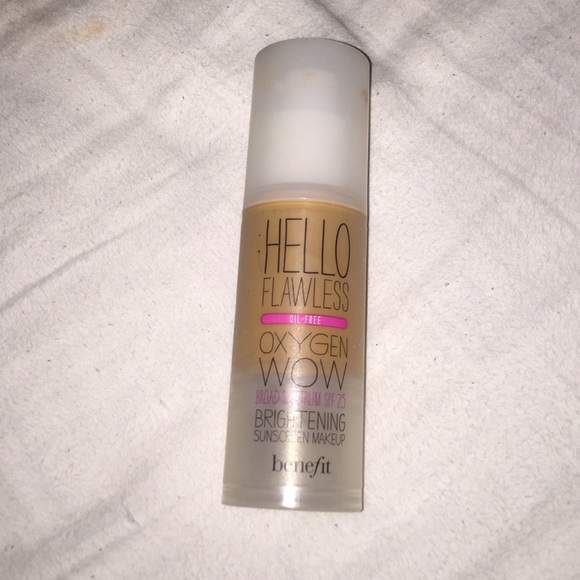 HELLO
FLAWLESS
OIL-FREE
OXYGEN
WOW
BROAD SPECTRUM SPF 25
BRIGHTENING
SUNSCREEN MAKEUP
benefit